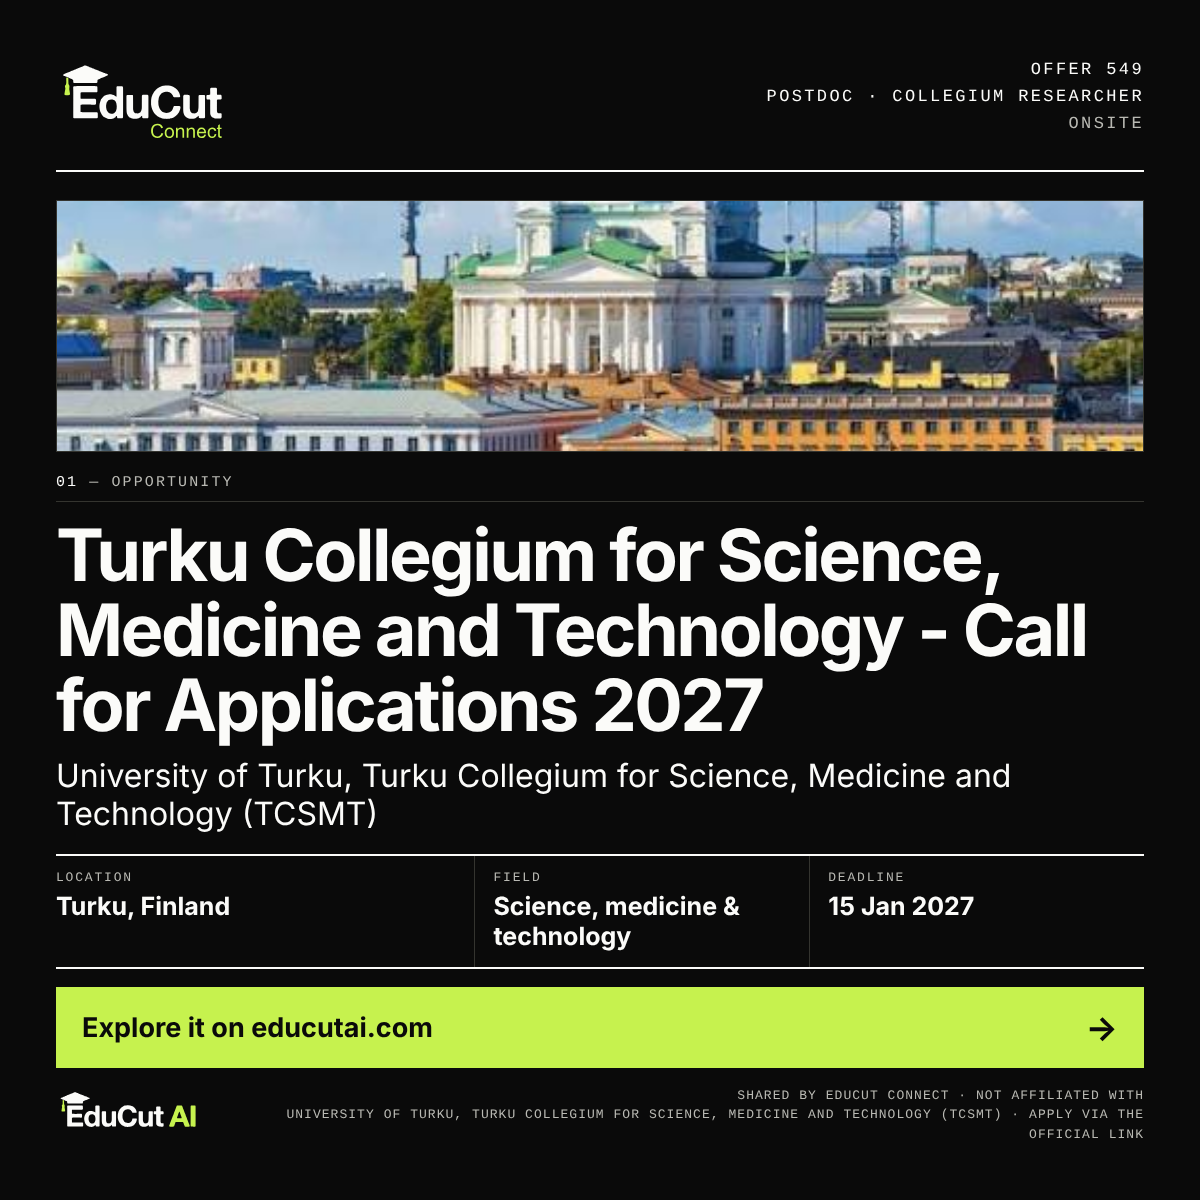 EduCut
Connect
OFFER 549
POSTDOC · COLLEGIUM RESEARCHER
ONSITE
01 — OPPORTUNITY
Turku Collegium for Science,
Medicine and Technology - Call
for Applications 2027
University of Turku, Turku Collegium for Science, Medicine and
Technology (TCSMT)
LOCATION
Turku, Finland
FIELD
Science, medicine &
technology
DEADLINE
15 Jan 2027
Explore it on educutai.com →
EduCut AI
SHARED BY EDUCUT CONNECT · NOT AFFILIATED WITH
UNIVERSITY OF TURKU, TURKU COLLEGIUM FOR SCIENCE, MEDICINE AND TECHNOLOGY (TCSMT) · APPLY VIA THE
OFFICIAL LINK